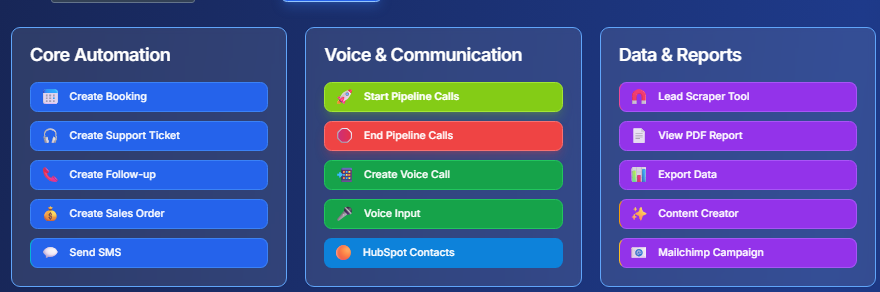 Core Automation
Create Booking
Create Support Ticket
Create Follow-up
Create Sales Order
Send SMS
Voice & Communication
Start Pipeline Calls
End Pipeline Calls
Create Voice Call
Voice Input
HubSpot Contacts
Data & Reports
Lead Scraper Tool
View PDF Report
Export Data
Content Creator
Mailchimp Campaign